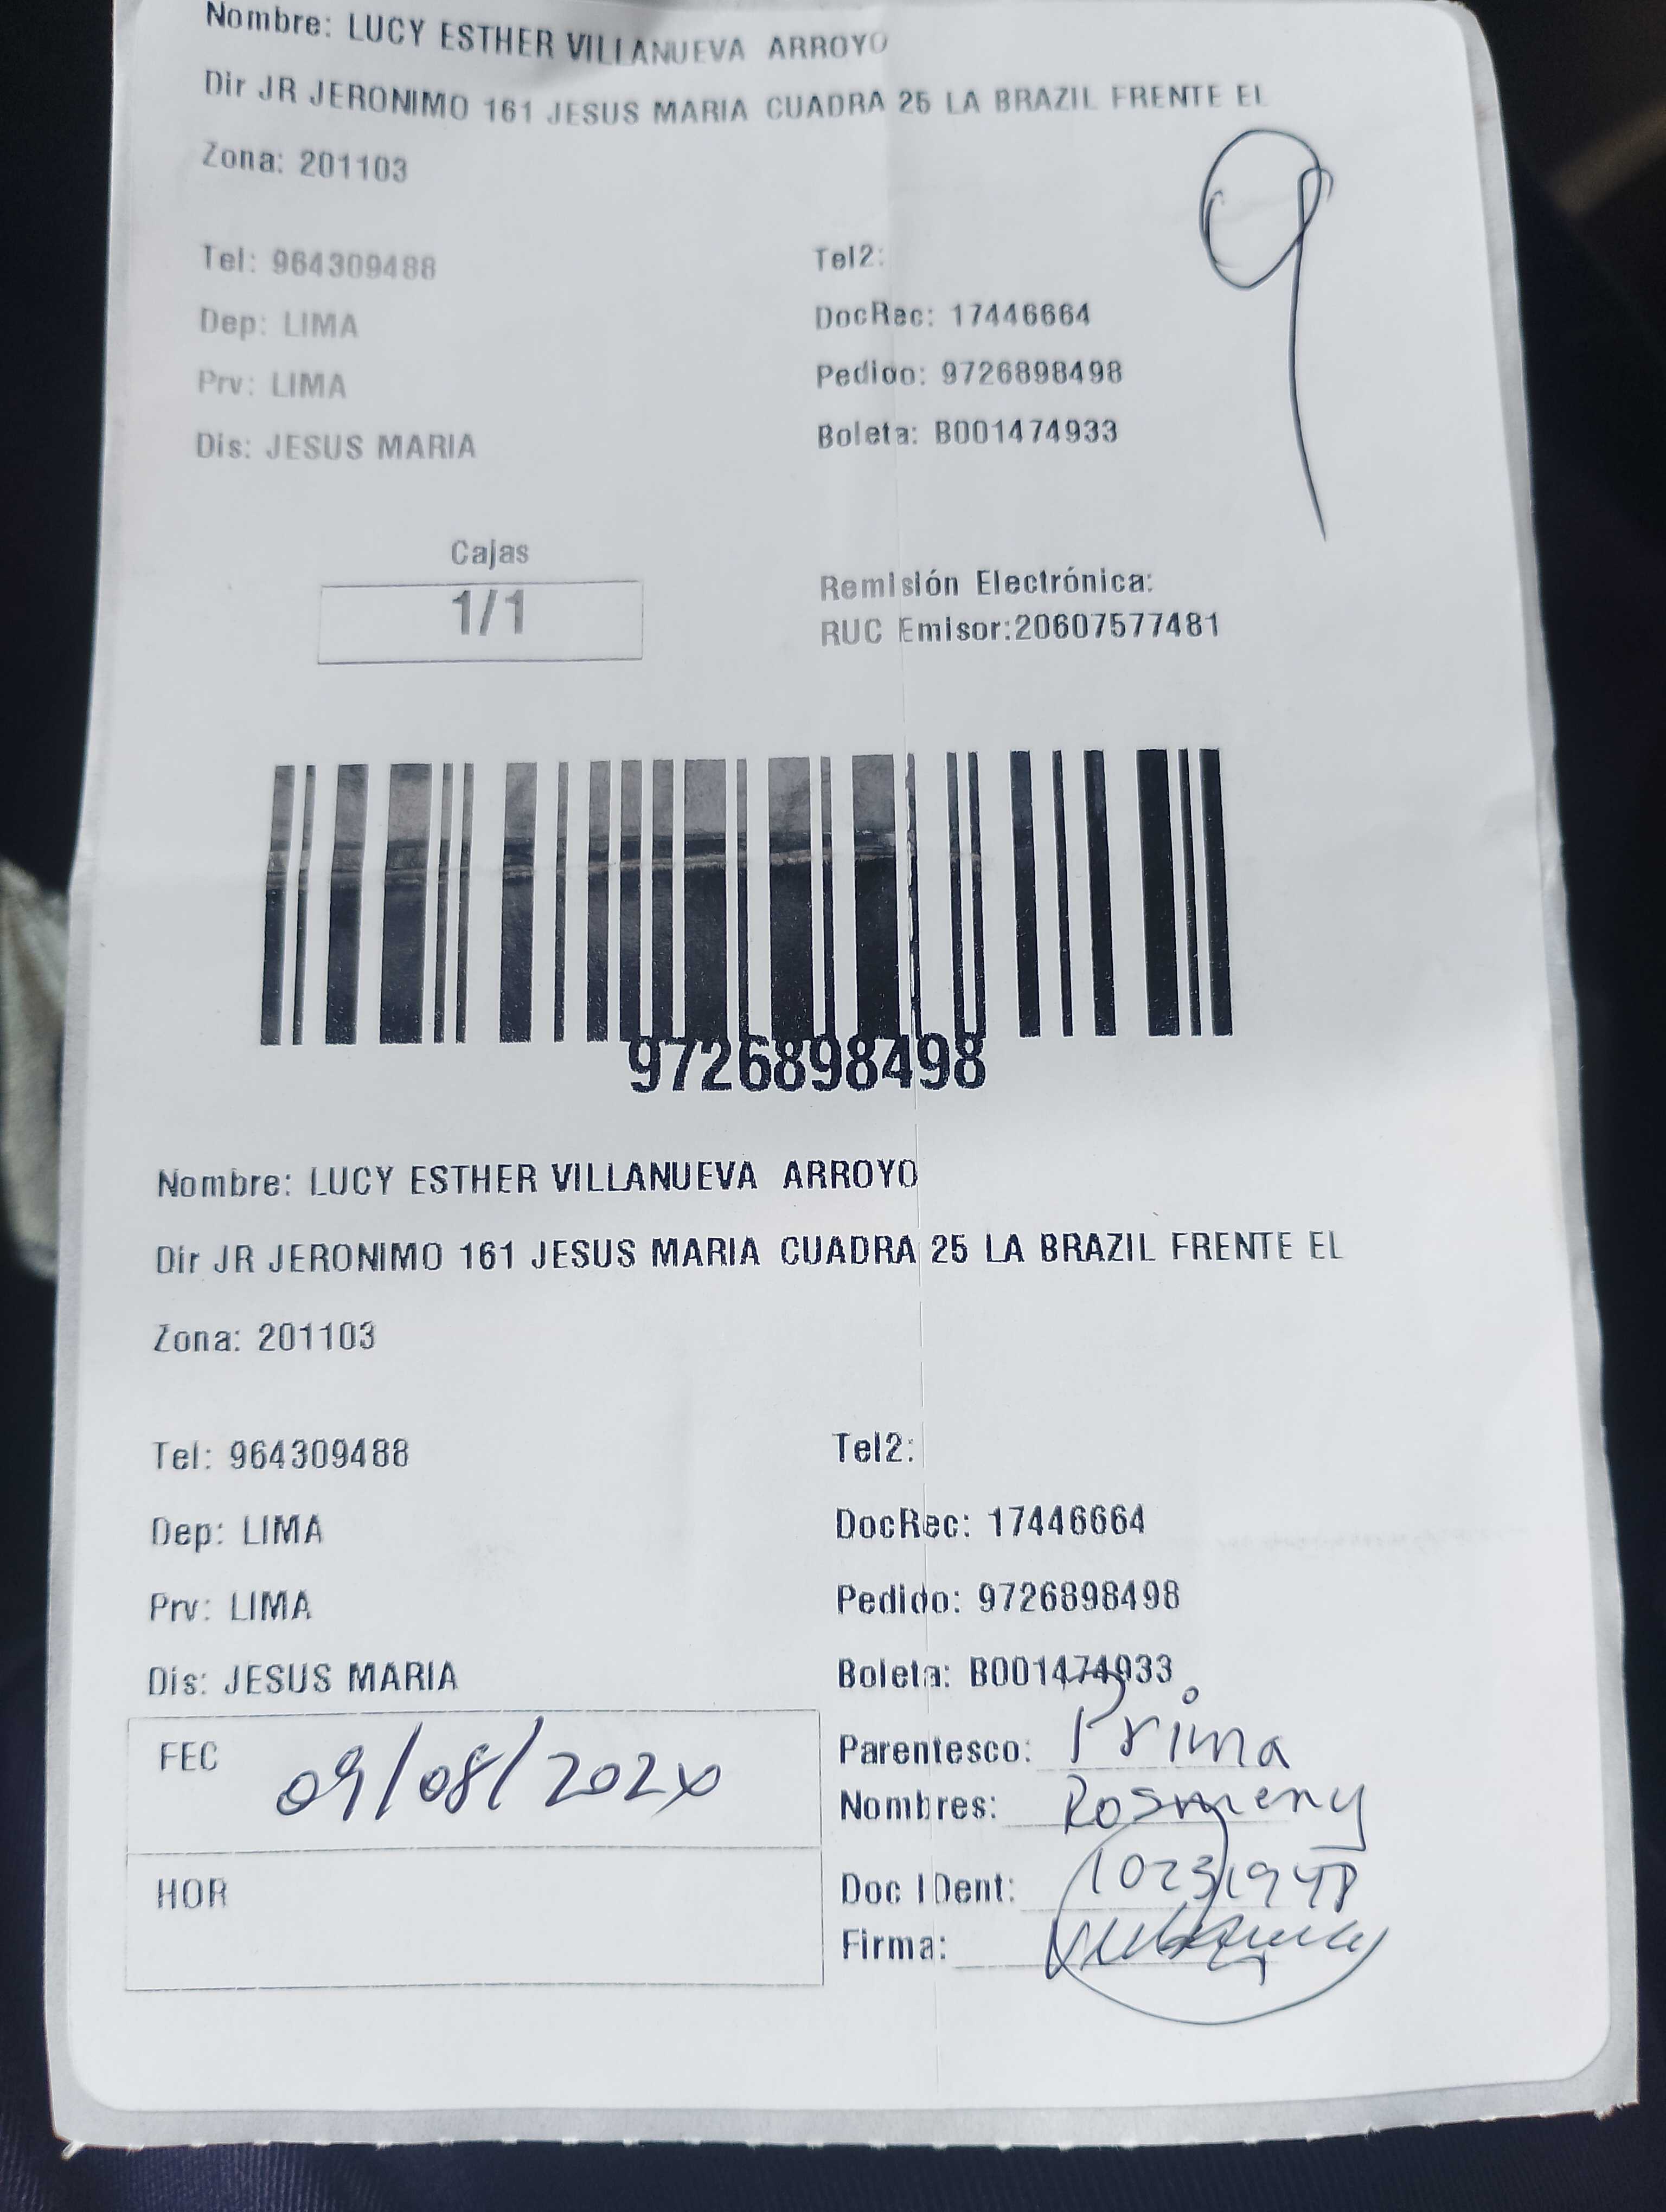 Nombre: LUCY ESTHER VILLANUEVA ARROYO
Dir JR JERONIMO 161 JESUS MARIA CUADRA 25 LA BRAZIL FRENTE EL
Zona: 201103
9
Tel: 964309488 Tel2:
Dep: LIMA DocRec: 17446664
Prv: LIMA Pedido: 9726898498
Dis: JESUS MARIA Boleta: B001474933
Cajas
1/1
Remisión Electrónica:
RUC Emisor:20607577481
9726898498
Nombre: LUCY ESTHER VILLANUEVA ARROYO
Dir JR JERONIMO 161 JESUS MARIA CUADRA 25 LA BRAZIL FRENTE EL
Zona: 201103
Tel: 964309488 Tel2:
Dep: LIMA DocRec: 17446664
Prv: LIMA Pedido: 9726898498
Dis: JESUS MARIA Boleta: B001474933
FEC 09/08/2024 Parentesco: Prima
Nombres: Rosmery
HOR Doc IDent: 10231948
Firma: